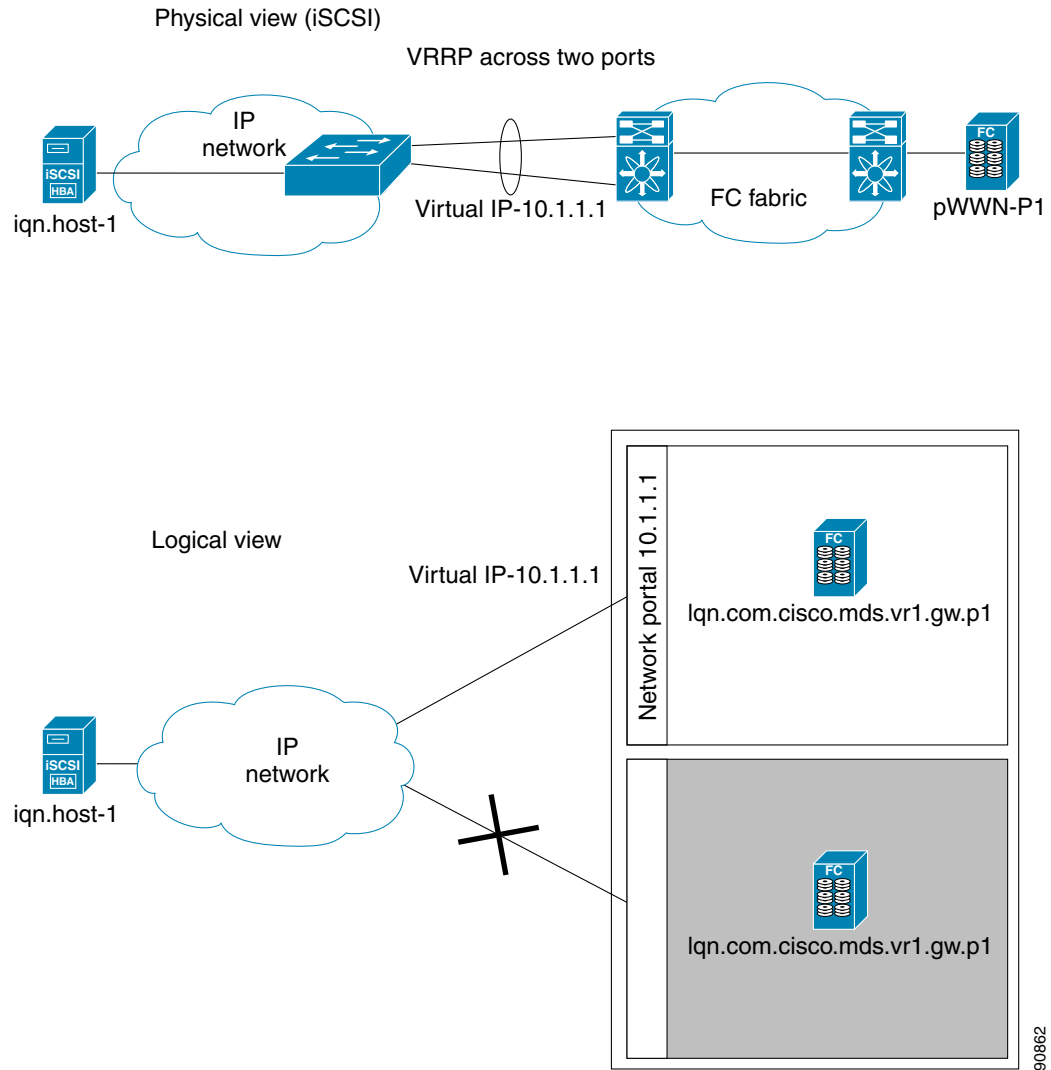 Physical view (iSCSI)
VRRP across two ports
IP
network
iSCSI
HBA
iqn.host-1
Virtual IP-10.1.1.1
FC fabric
FC
pWWN-P1
Logical view
Virtual IP-10.1.1.1
Network portal 10.1.1.1
FC
lqn.com.cisco.mds.vr1.gw.p1
IP
network
iSCSI
HBA
iqn.host-1
FC
lqn.com.cisco.mds.vr1.gw.p1
90862